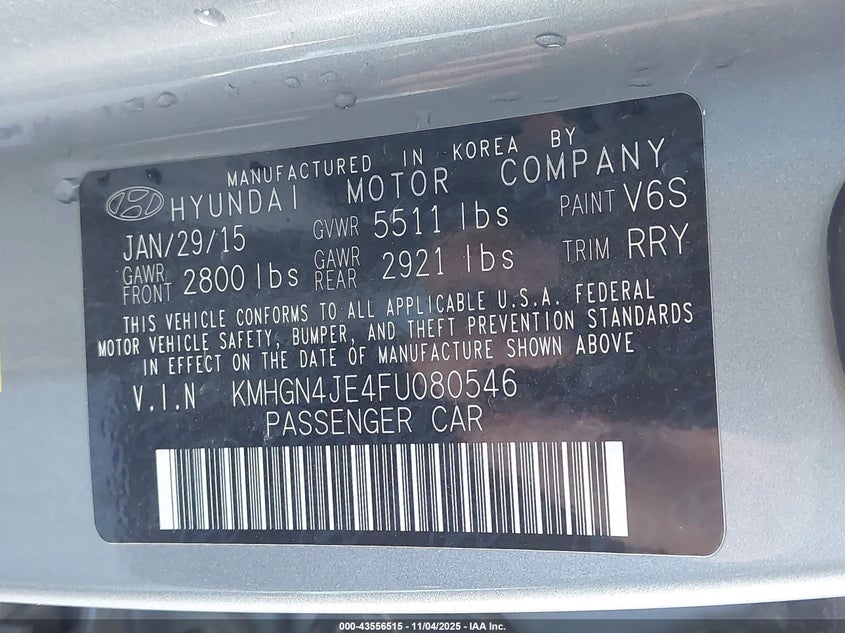 MANUFACTURED IN KOREA BY
HYUNDAI MOTOR COMPANY
JAN/29/15 GVWR 5511 lbs PAINT V6S
GAWR FRONT 2800 lbs GAWR REAR 2921 lbs TRIM RRY
THIS VEHICLE CONFORMS TO ALL APPLICABLE U.S.A. FEDERAL
MOTOR VEHICLE SAFETY, BUMPER, AND THEFT PREVENTION STANDARDS
IN EFFECT ON THE DATE OF MANUFACTURE SHOWN ABOVE
V.I.N KMHGN4JE4FU080546
PASSENGER CAR
000-43556515 - 11/04/2025 - IAA Inc.